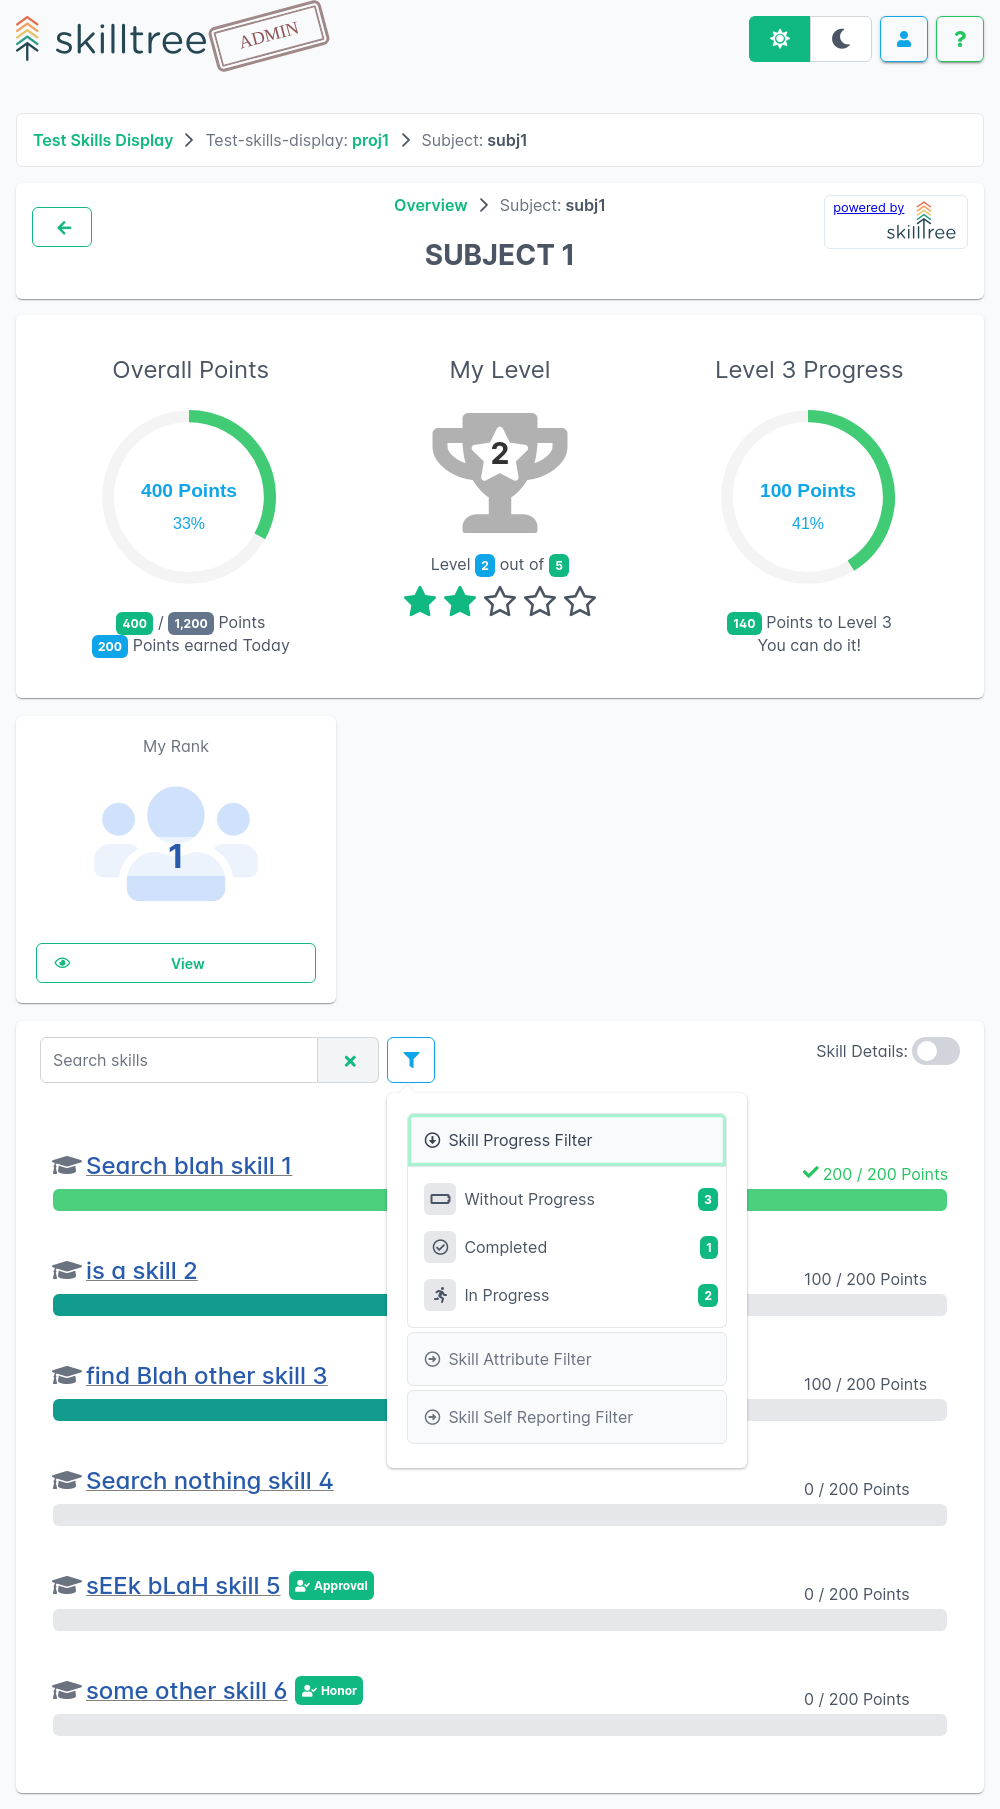 skilltree
ADMIN
?
Test Skills Display > Test-skills-display: proj1 > Subject: subj1
Overview > Subject: subj1
SUBJECT 1
powered by
skilltree
Overall Points
400 Points
33%
400 / 1,200 Points
200 Points earned Today
My Level
2
Level 2 out of 5
Level 3 Progress
100 Points
41%
140 Points to Level 3
You can do it!
My Rank
1
View
Search skills
Skill Details:
Skill Progress Filter
Without Progress 3
Completed 1
In Progress 2
Skill Attribute Filter
Skill Self Reporting Filter
Search blah skill 1
200 / 200 Points
is a skill 2
100 / 200 Points
find Blah other skill 3
100 / 200 Points
Search nothing skill 4
0 / 200 Points
sEEk bLaH skill 5 Approval
0 / 200 Points
some other skill 6 Honor
0 / 200 Points